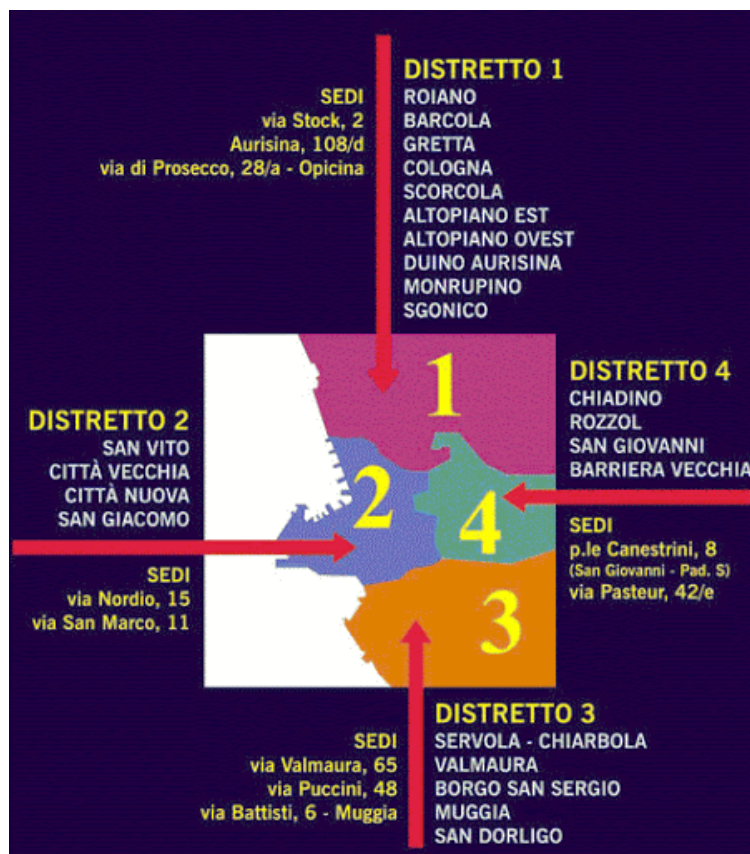 DISTRETTO 1
ROIANO
BARCOLA
GRETTA
COLOGNA
SCORCOLA
ALTOPIANO EST
ALTOPIANO OVEST
DUINO AURISINA
MONRUPINO
SGONICO
SEDI
via Stock, 2
Aurisina, 108/d
via di Prosecco, 28/a - Opicina
1
2
4
3
DISTRETTO 2
SAN VITO
CITTÀ VECCHIA
CITTÀ NUOVA
SAN GIACOMO
SEDI
via Nordio, 15
via San Marco, 11
DISTRETTO 4
CHIADINO
ROZZOL
SAN GIOVANNI
BARRIERA VECCHIA
SEDI
p.le Canestrini, 8
(San Giovanni - Pad. S)
via Pasteur, 42/e
DISTRETTO 3
SERVOLA - CHIARBOLA
VALMAURA
BORGO SAN SERGIO
MUGGIA
SAN DORLIGO
SEDI
via Valmaura, 65
via Puccini, 48
via Battisti, 6 - Muggia